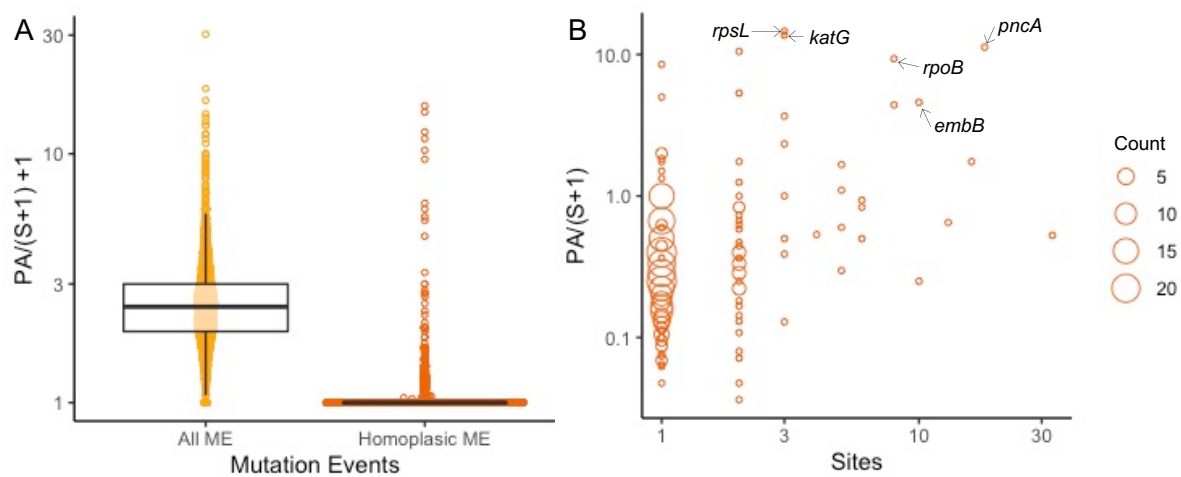 A
PA/(S+1) +1
30
10
3
1
All ME
Homoplasic ME
Mutation Events
B
PA/(S+1)
10.0
1.0
0.1
rpsL
katG
pncA
rpoB
embB
1
3
10
30
Sites
Count
5
10
15
20